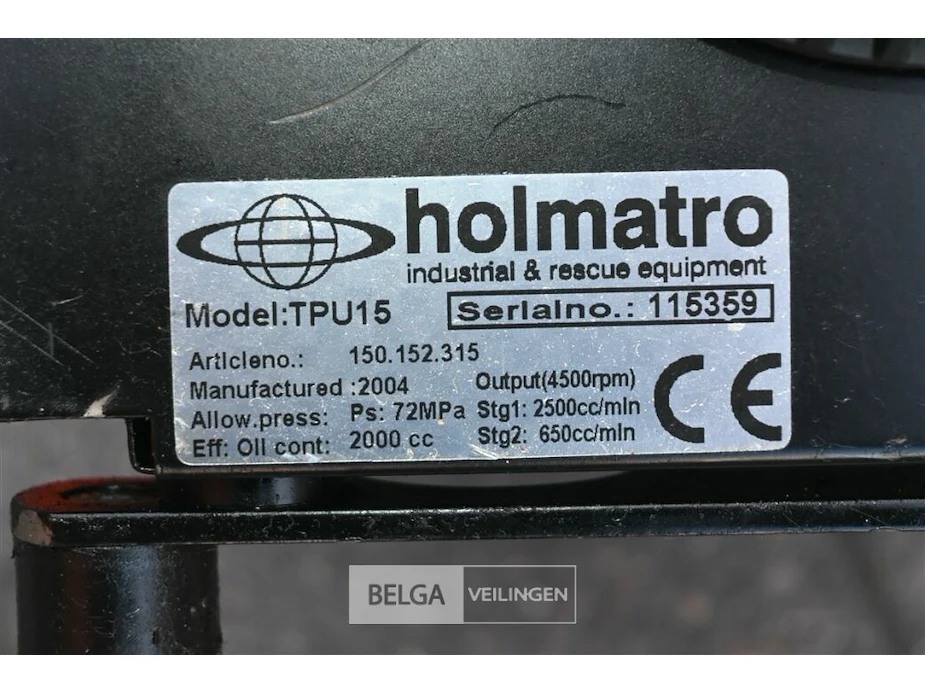 holmatro
industrial & rescue equipment
Model:TPU15
Serialno.: 115359
Articleno.: 150.152.315
Manufactured :2004
Allow.press: Ps: 72MPa
Eff: Oil cont: 2000 cc
Output(4500rpm)
Stg1: 2500cc/min
Stg2: 650cc/min
CE
BELGA VEILINGEN